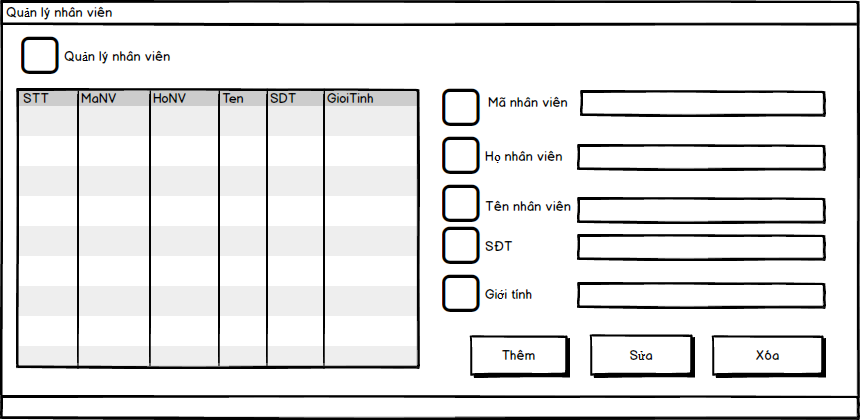 Quản lý nhân viên
Quản lý nhân viên
STT MaNV HoNV Ten SDT GioiTinh
Mã nhân viên
Họ nhân viên
Tên nhân viên
SĐT
Giới tính
Thêm Sửa Xóa